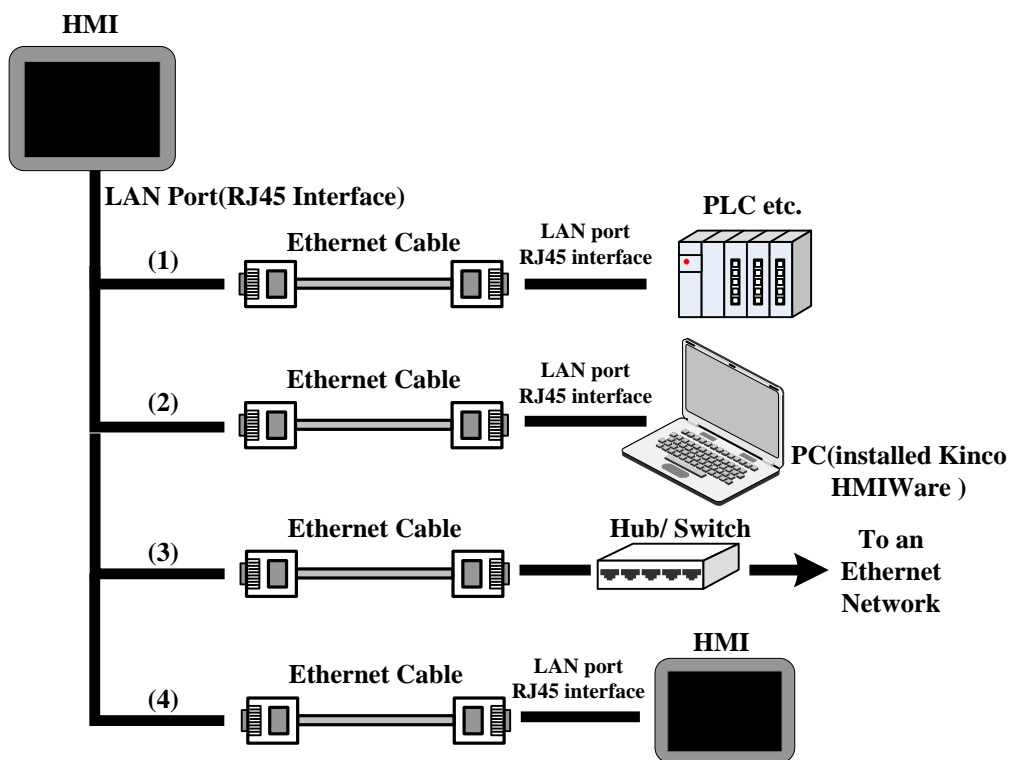 HMI
LAN Port(RJ45 Interface)
PLC etc.
(1)
Ethernet Cable
LAN port
RJ45 interface
(2)
Ethernet Cable
LAN port
RJ45 interface
PC(installed Kinco
HMIWare )
(3)
Ethernet Cable
Hub/ Switch
To an
Ethernet
Network
(4)
Ethernet Cable
LAN port
RJ45 interface
HMI